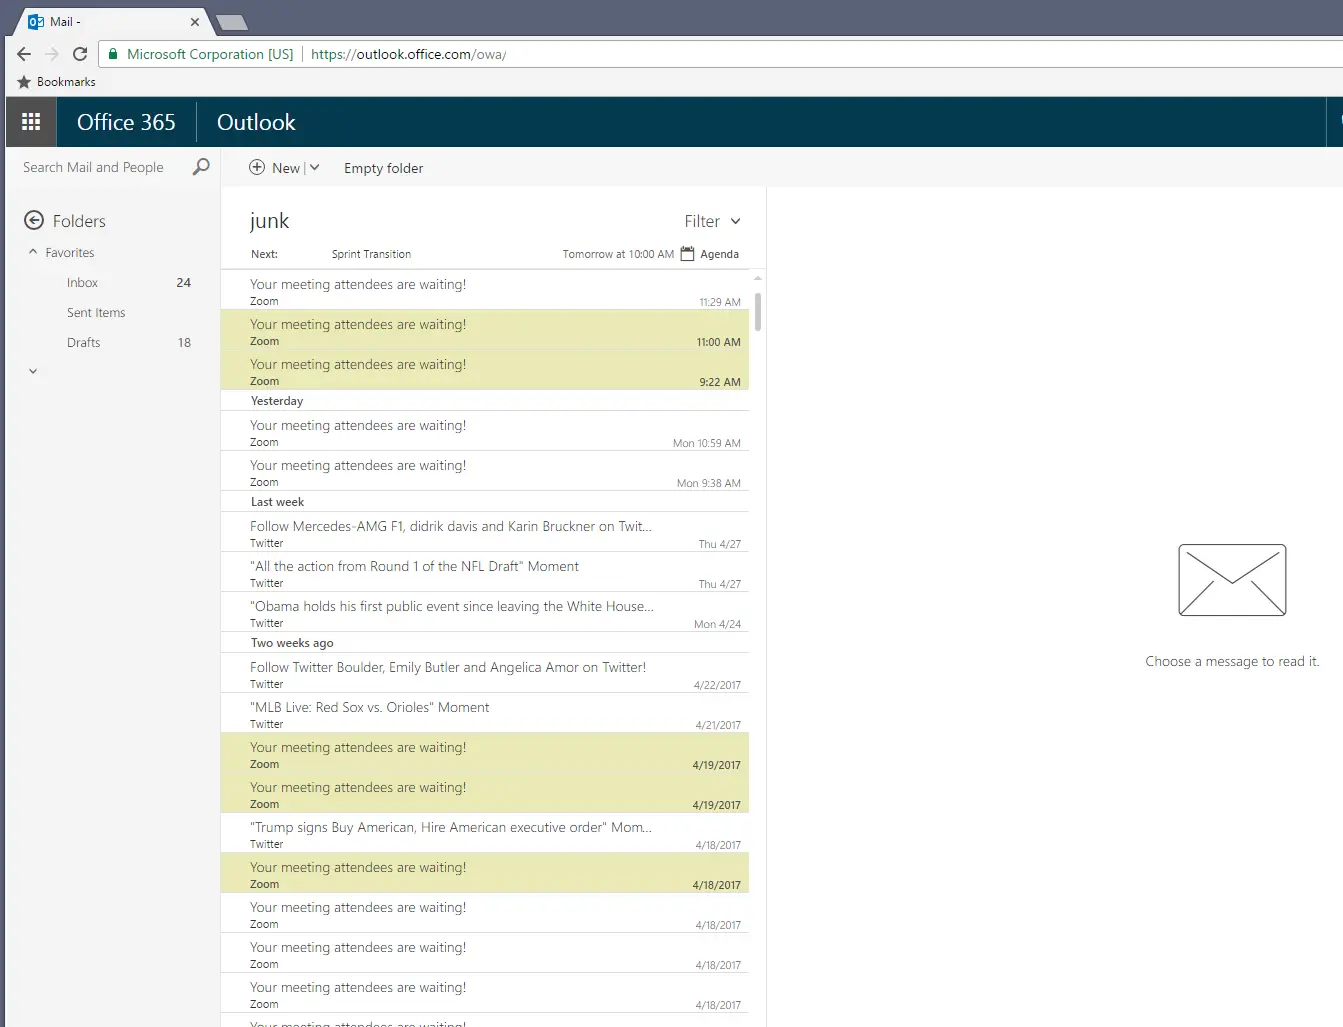 Mail -
Microsoft Corporation [US] https://outlook.office.com/owa/
Bookmarks
Office 365 Outlook
Search Mail and People
New Empty folder
Folders
Favorites
Inbox 24
Sent Items
Drafts 18
junk Filter
Next: Sprint Transition Tomorrow at 10:00 AM Agenda
Your meeting attendees are waiting!
Zoom 11:29 AM
Your meeting attendees are waiting!
Zoom 11:00 AM
Your meeting attendees are waiting!
Zoom 9:22 AM
Yesterday
Your meeting attendees are waiting!
Zoom Mon 10:59 AM
Your meeting attendees are waiting!
Zoom Mon 9:38 AM
Last week
Follow Mercedes-AMG F1, didrik davis and Karin Bruckner on Twit...
Twitter Thu 4/27
"All the action from Round 1 of the NFL Draft" Moment
Twitter Thu 4/27
"Obama holds his first public event since leaving the White House...
Twitter Mon 4/24
Two weeks ago
Follow Twitter Boulder, Emily Butler and Angelica Amor on Twitter!
Twitter 4/22/2017
"MLB Live: Red Sox vs. Orioles" Moment
Twitter 4/21/2017
Your meeting attendees are waiting!
Zoom 4/19/2017
Your meeting attendees are waiting!
Zoom 4/19/2017
"Trump signs Buy American, Hire American executive order" Mom...
Twitter 4/18/2017
Your meeting attendees are waiting!
Zoom 4/18/2017
Your meeting attendees are waiting!
Zoom 4/18/2017
Your meeting attendees are waiting!
Zoom 4/18/2017
Your meeting attendees are waiting!
Zoom 4/18/2017
Your meeting attendees are waiting!
Choose a message to read it.